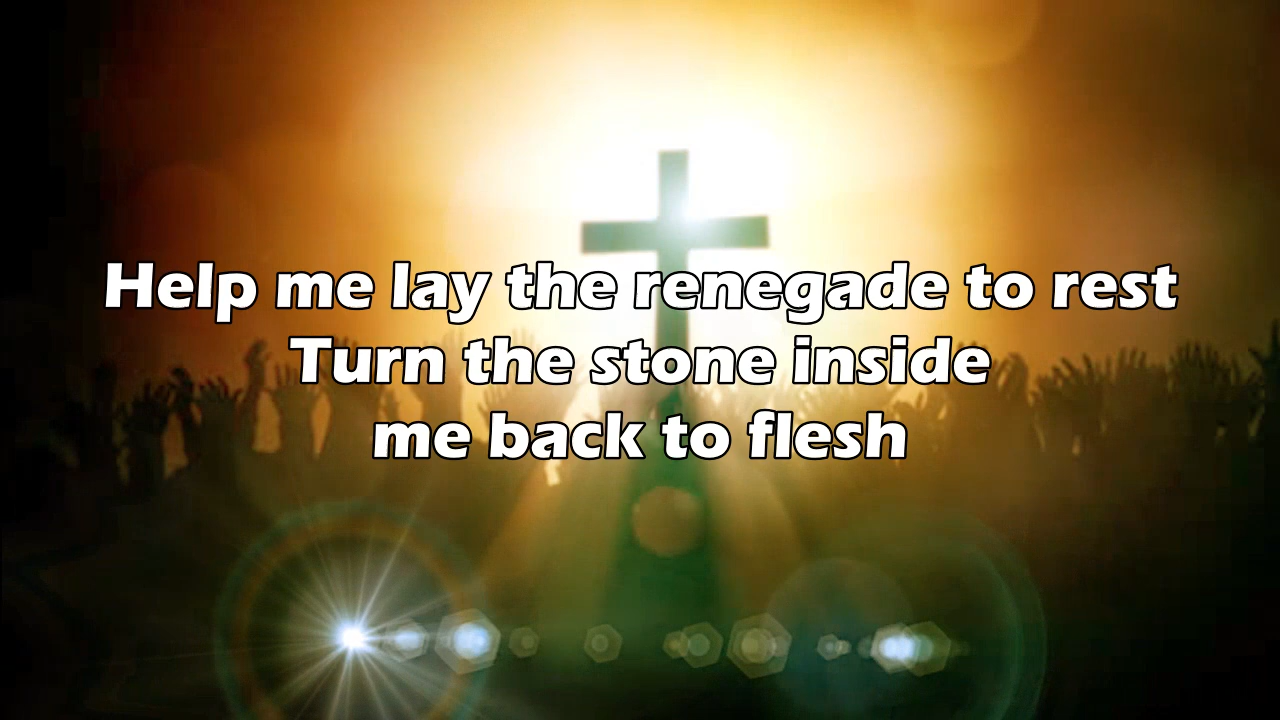 Help me lay the renegade to rest
Turn the stone inside
me back to flesh